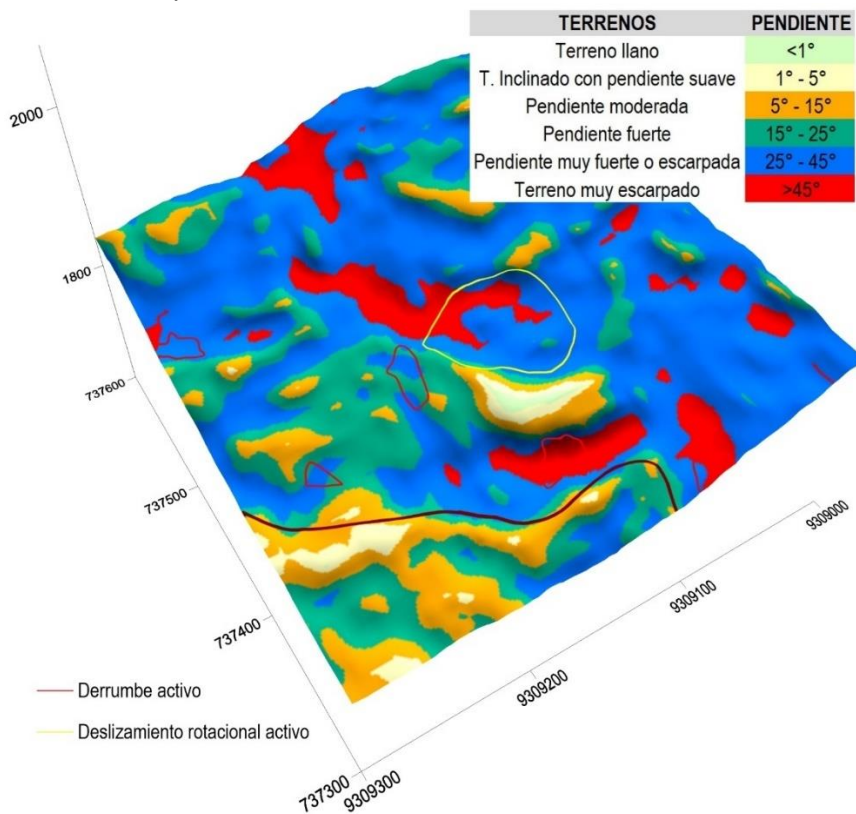 TERRENOS PENDIENTE
Terreno llano <1°
T. Inclinado con pendiente suave 1° - 5°
Pendiente moderada 5° - 15°
Pendiente fuerte 15° - 25°
Pendiente muy fuerte o escarpada 25° - 45°
Terreno muy escarpado >45°
2000
1800
737600
737500
737400
737300
9309300
9309200
9309100
9309000
Derrumbe activo
Deslizamiento rotacional activo